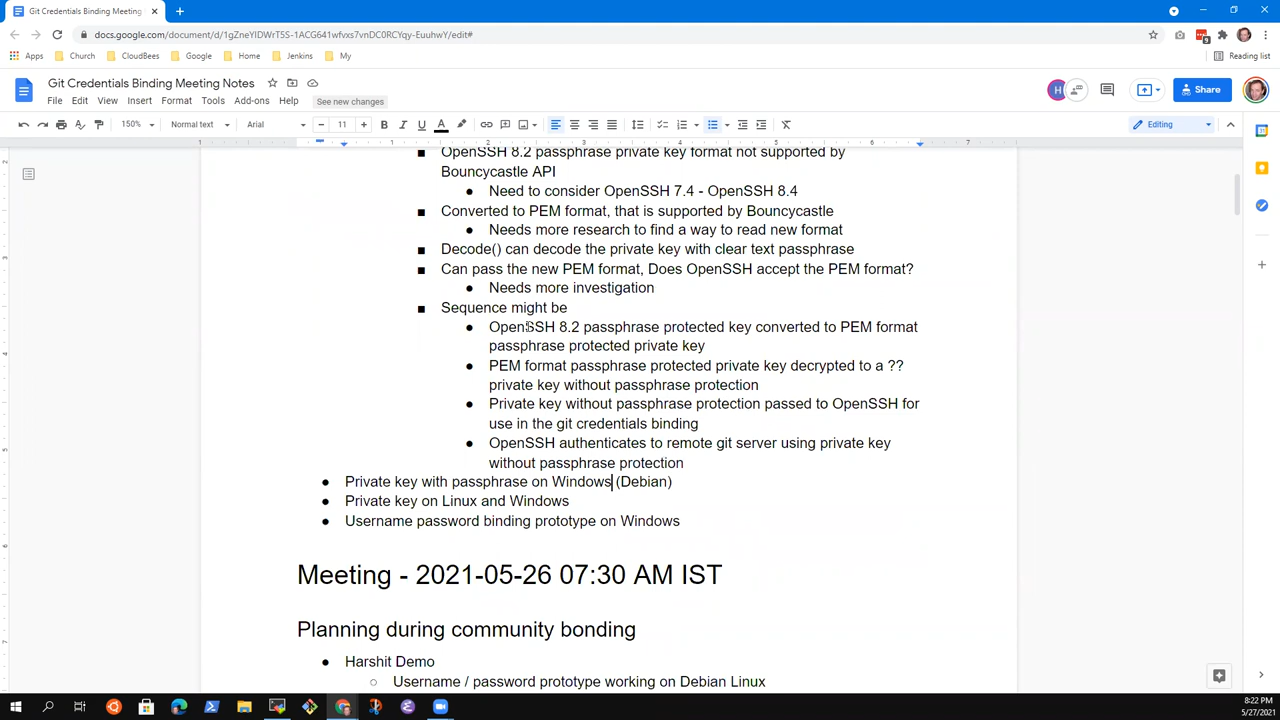 Git Credentials Binding Meeting
docs.google.com/document/d/1gZneYIDWrTSS-1ACG641wfvxs7vnDC0RCYqy-EuuhwY/edit#
Reading list
Apps Church CloudBees Google Home Jenkins My
Git Credentials Binding Meeting Notes
Share
File Edit View Insert Format Tools Add-ons Help See new changes
150% Normal text Arial 11 Editing
1 1 2 3 4 5 6 7
OpenSSH 8.2 passphrase private key format not supported by
Bouncycastle API
Need to consider OpenSSH 7.4 - OpenSSH 8.4
Converted to PEM format, that is supported by Bouncycastle
Needs more research to find a way to read new format
Decode() can decode the private key with clear text passphrase
Can pass the new PEM format, Does OpenSSH accept the PEM format?
Needs more investigation
Sequence might be
OpenSSH 8.2 passphrase protected key converted to PEM format
passphrase protected private key
PEM format passphrase protected private key decrypted to a ??
private key without passphrase protection
Private key without passphrase protection passed to OpenSSH for
use in the git credentials binding
OpenSSH authenticates to remote git server using private key
without passphrase protection
Private key with passphrase on Windows (Debian)
Private key on Linux and Windows
Username password binding prototype on Windows
Meeting - 2021-05-26 07:30 AM IST
Planning during community bonding
Harshit Demo
Username / password prototype working on Debian Linux
8:22 PM
5/27/2021